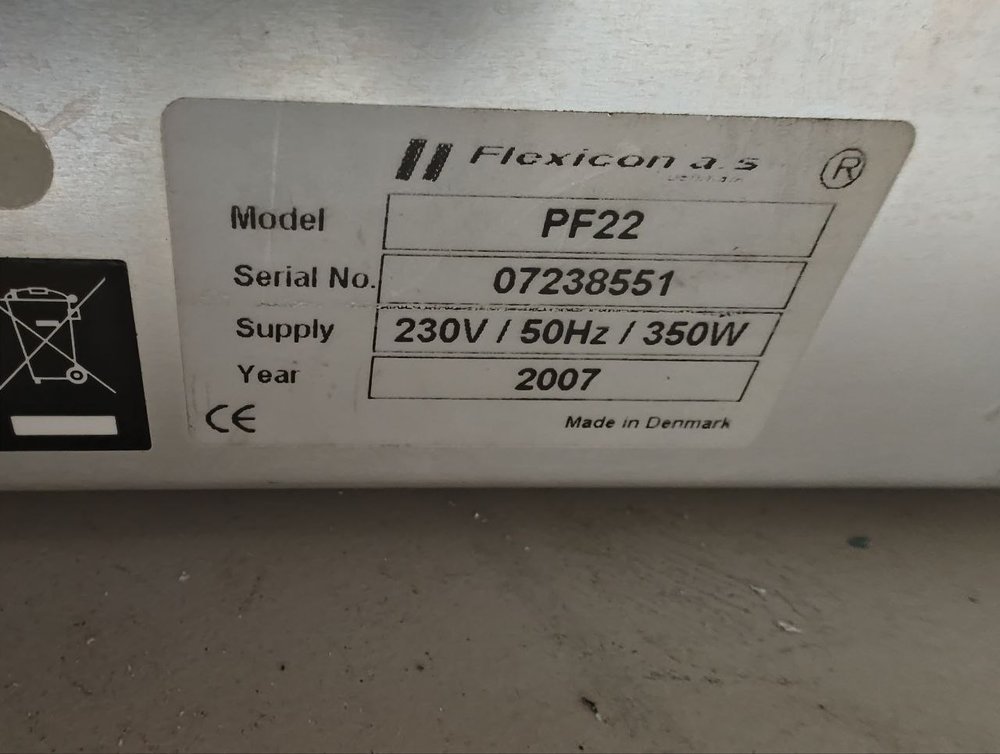 Flexicon a.s ®
Model PF22
Serial No. 07238551
Supply 230V / 50Hz / 350W
Year 2007
CE Made in Denmark